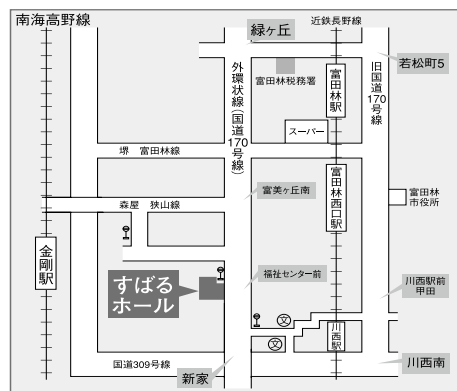 南海高野線
近鉄長野線
緑ヶ丘
若松町5
富田林税務署
富田林駅
旧国道170号線
外環状線(国道170号線)
スーパー
堺 富田林線
富田林西口駅
富美ヶ丘南
富田林
市役所
森屋 狭山線
金剛駅
福祉センター前
すばる
ホール
川西駅前
甲田
文
川西駅
文
国道309号線
新家
川西南